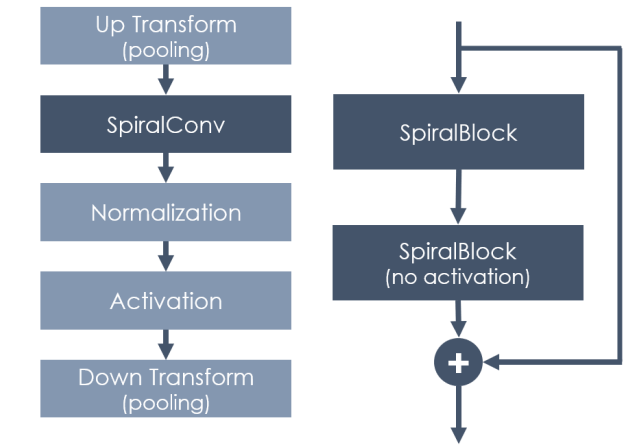 Up Transform
(pooling)
SpiralConv
Normalization
Activation
Down Transform
(pooling)
SpiralBlock
SpiralBlock
(no activation)
+